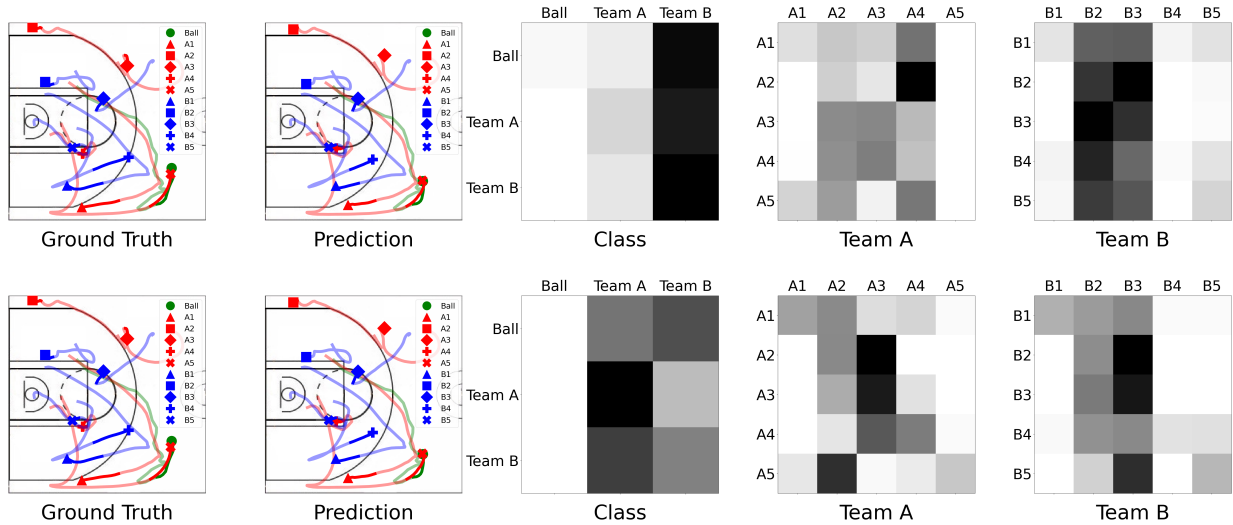 Ball Team A Team B
A1 A2 A3 A4 A5
B1 B2 B3 B4 B5
Ball
A1
A2
A3
A4
A5
B1
B2
B3
B4
B5
Ball
A1
A2
A3
A4
A5
B1
B2
B3
B4
B5
Ball
Team A
Team B
A1
A2
A3
A4
A5
B1
B2
B3
B4
B5
Ground Truth Prediction Class Team A Team B
Ball Team A Team B
A1 A2 A3 A4 A5
B1 B2 B3 B4 B5
Ball
A1
A2
A3
A4
A5
B1
B2
B3
B4
B5
Ball
A1
A2
A3
A4
A5
B1
B2
B3
B4
B5
Ball
Team A
Team B
A1
A2
A3
A4
A5
B1
B2
B3
B4
B5
Ground Truth Prediction Class Team A Team B